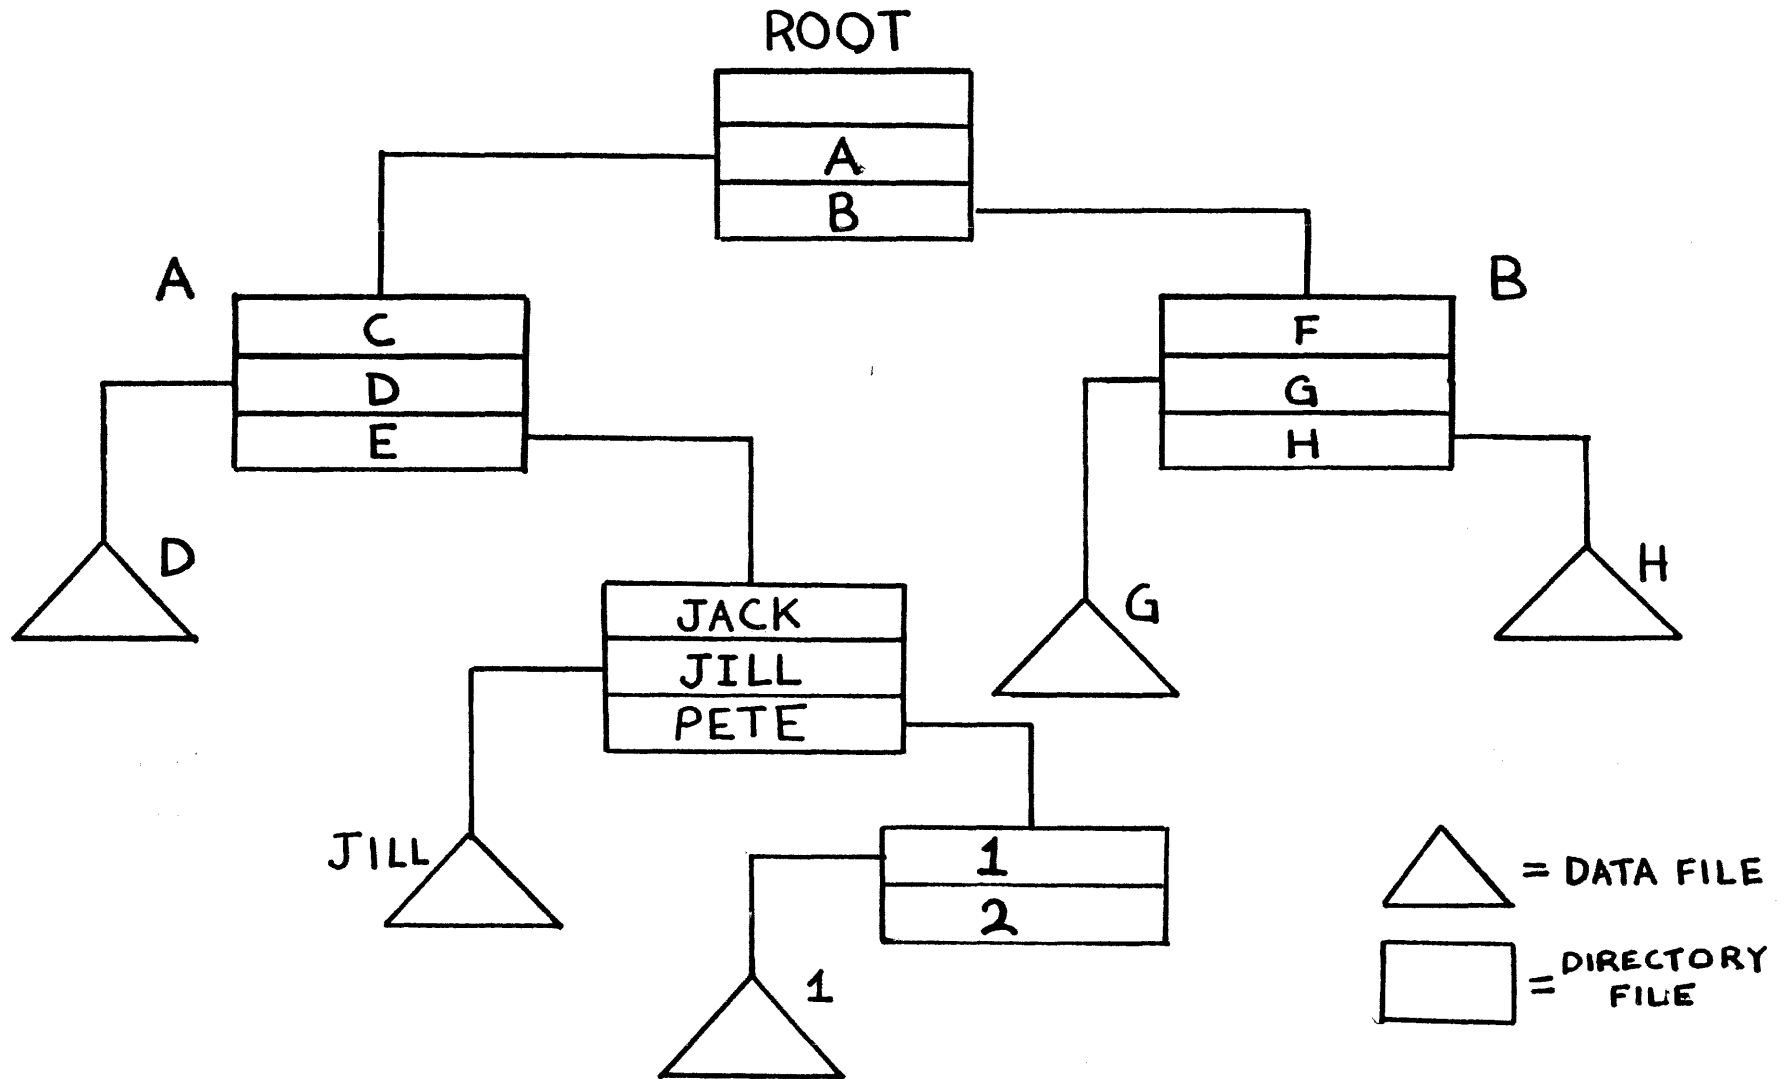 ROOT
A
B
A
B
C
D
E
F
G
H
D
G
H
JACK
JILL
PETE
JILL
1
2
1
= DATA FILE
= DIRECTORY
FILE